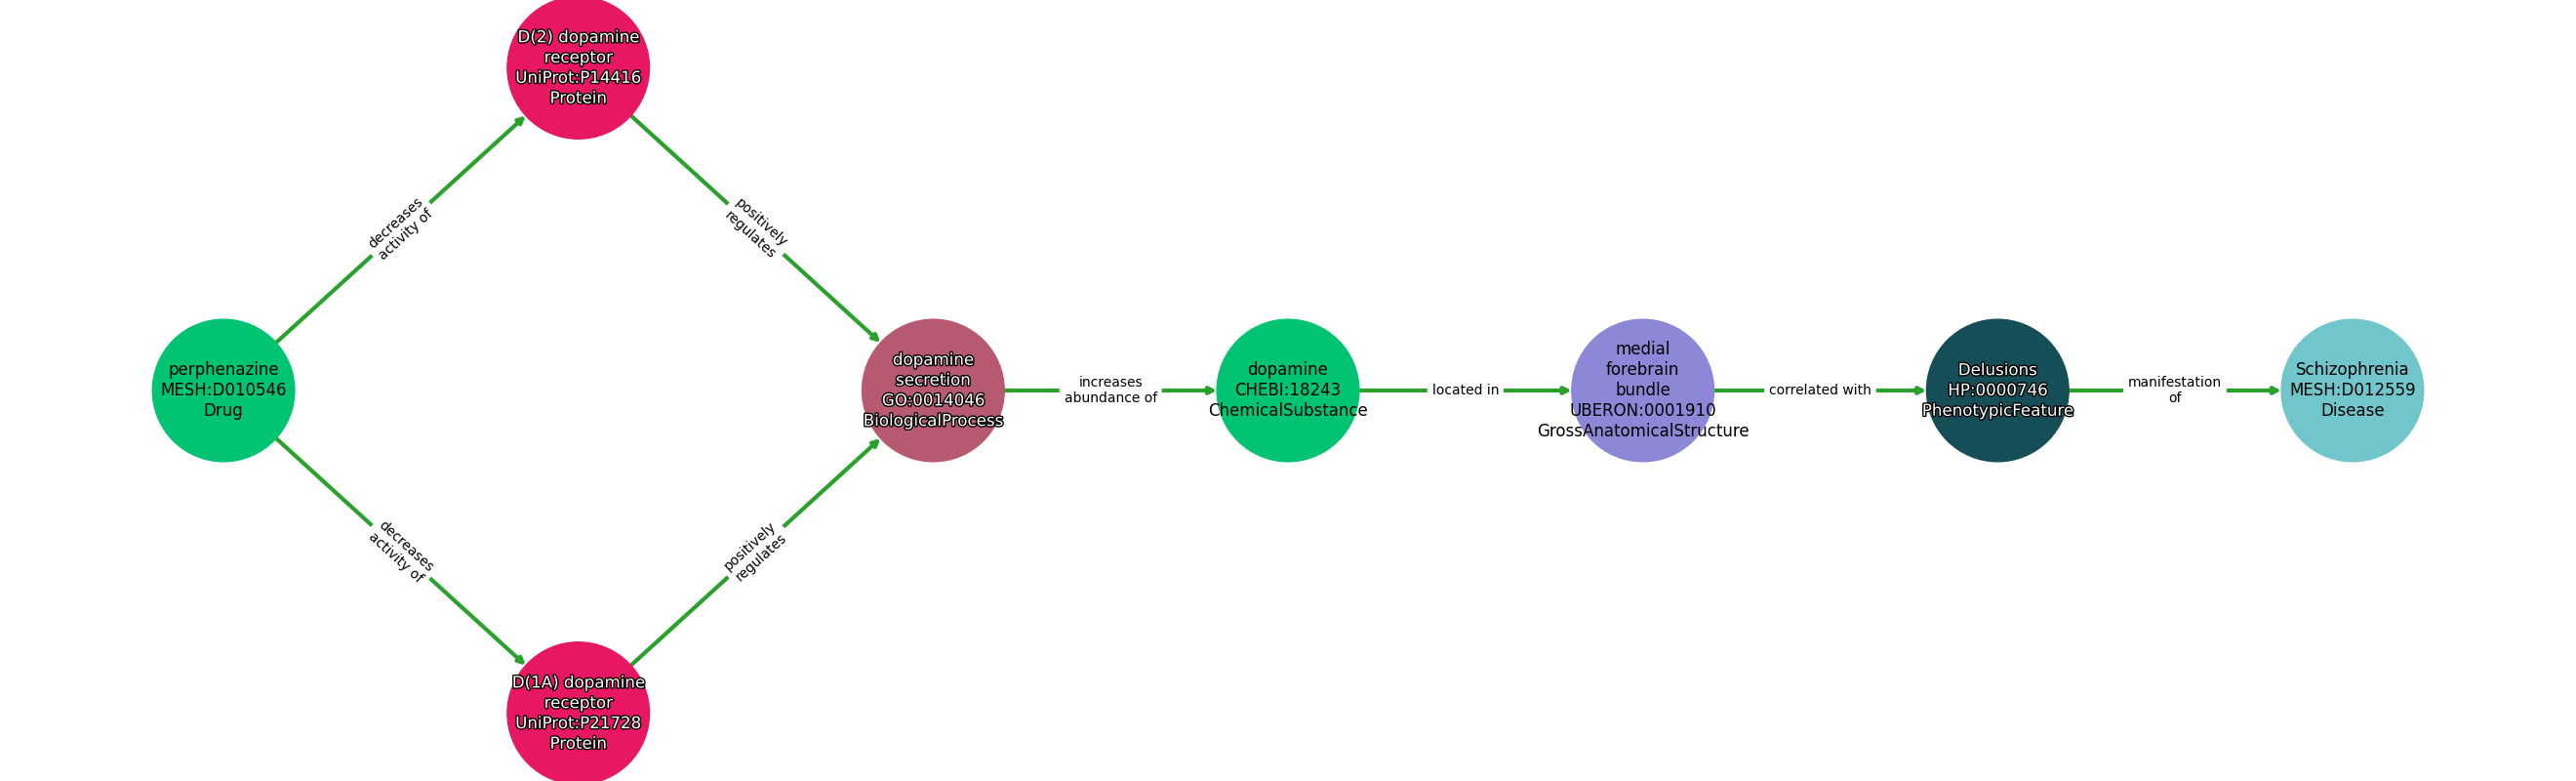 D(2) dopamine
receptor
UniProt:P14416
Protein
decreases
activity of
positively
regulates
perphenazine
MESH:D010546
Drug
dopamine
secretion
GO:0014046
BiologicalProcess
increases
abundance of
dopamine
CHEBI:18243
ChemicalSubstance
located in
medial
forebrain
bundle
UBERON:0001910
GrossAnatomicalStructure
correlated with
Delusions
HP:0000746
PhenotypicFeature
manifestation
of
Schizophrenia
MESH:D012559
Disease
decreases
activity of
positively
regulates
D(1A) dopamine
receptor
UniProt:P21728
Protein